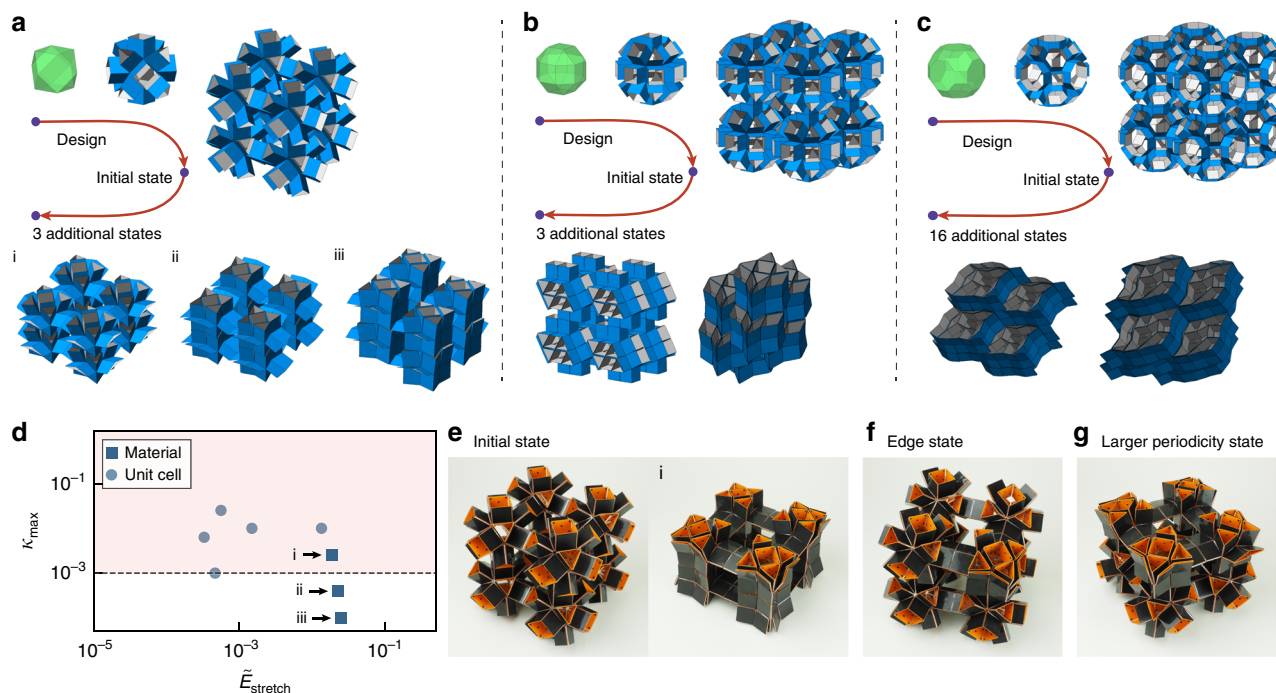 a
Design
Initial state
3 additional states
i
ii
iii
b
Design
Initial state
3 additional states
c
Design
Initial state
16 additional states
d
Material
Unit cell
10⁻¹
10⁻³
κmax
i
ii
iii
10⁻⁵
10⁻³
10⁻¹
Ẽstretch
e Initial state
i
f Edge state
g Larger periodicity state